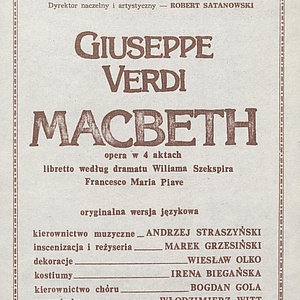 Dyrektor naczelny i artystyczny — ROBERT SATANOWSKI
GIUSEPPE
VERDI
MACBETH
opera w 4 aktach
libretto według dramatu Wiliama Szekspira
Francesco Maria Piave
oryginalna wersja językowa
kierownictwo muzyczne — ANDRZEJ STRASZYŃSKI
inscenizacja i reżyseria — MAREK GRZESIŃSKI
dekoracje — WIESŁAW OLKO
kostiumy — IRENA BIEGAŃSKA
kierownictwo chóru — BOGDAN GOLA
WŁODZIMIERZ WITT